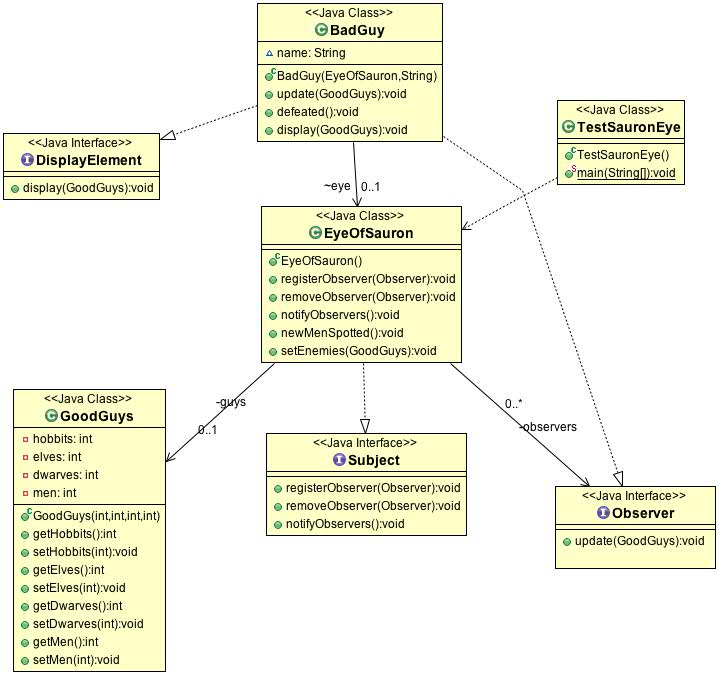 <<Java Class>>
BadGuy
name: String
BadGuy(EyeOfSauron,String)
update(GoodGuys):void
defeated():void
display(GoodGuys):void
<<Java Interface>>
DisplayElement
display(GoodGuys):void
<<Java Class>>
TestSauronEye
TestSauronEye()
main(String[]):void
~eye 0..1
<<Java Class>>
EyeOfSauron
EyeOfSauron()
registerObserver(Observer):void
removeObserver(Observer):void
notifyObservers():void
newMenSpotted():void
setEnemies(GoodGuys):void
-guys
0..1
0..*
-observers
<<Java Class>>
GoodGuys
hobbits: int
elves: int
dwarves: int
men: int
GoodGuys(int,int,int,int)
getHobbits():int
setHobbits(int):void
getElves():int
setElves(int):void
getDwarves():int
setDwarves(int):void
getMen():int
setMen(int):void
<<Java Interface>>
Subject
registerObserver(Observer):void
removeObserver(Observer):void
notifyObservers():void
<<Java Interface>>
Observer
update(GoodGuys):void